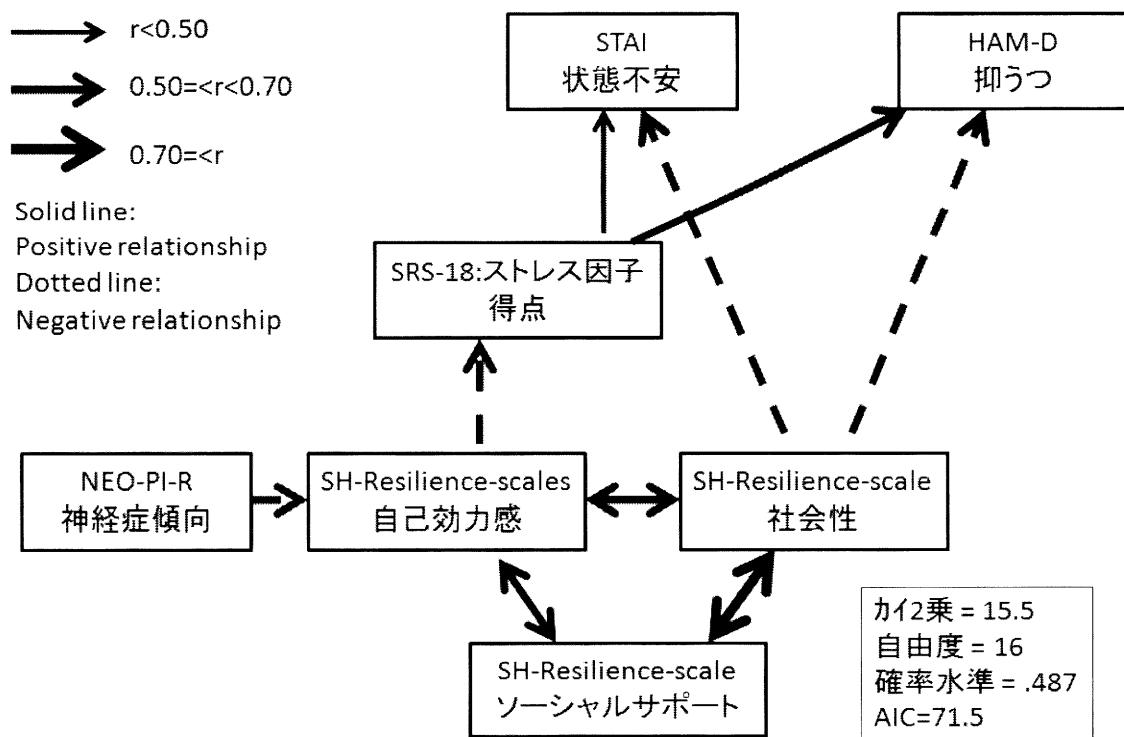 r<0.50
0.50=<r<0.70
0.70=<r
Solid line:
Positive relationship
Dotted line:
Negative relationship
STAI
状態不安
HAM-D
抑うつ
SRS-18:ストレス因子
得点
NEO-PI-R
神経症傾向
SH-Resilience-scales
自己効力感
SH-Resilience-scale
社会性
SH-Resilience-scale
ソーシャルサポート
カイ2乗 = 15.5
自由度 = 16
確率水準 = .487
AIC=71.5